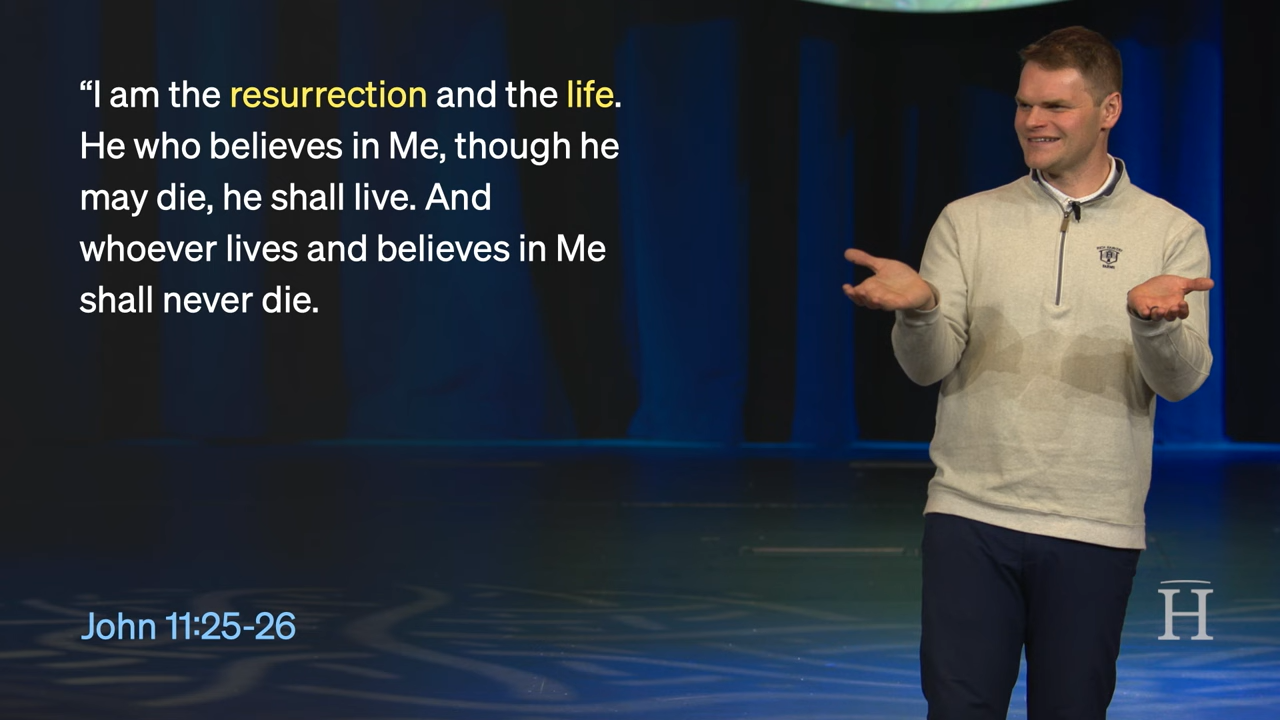 “I am the resurrection and the life.
He who believes in Me, though he
may die, he shall live. And
whoever lives and believes in Me
shall never die.
John 11:25-26
H